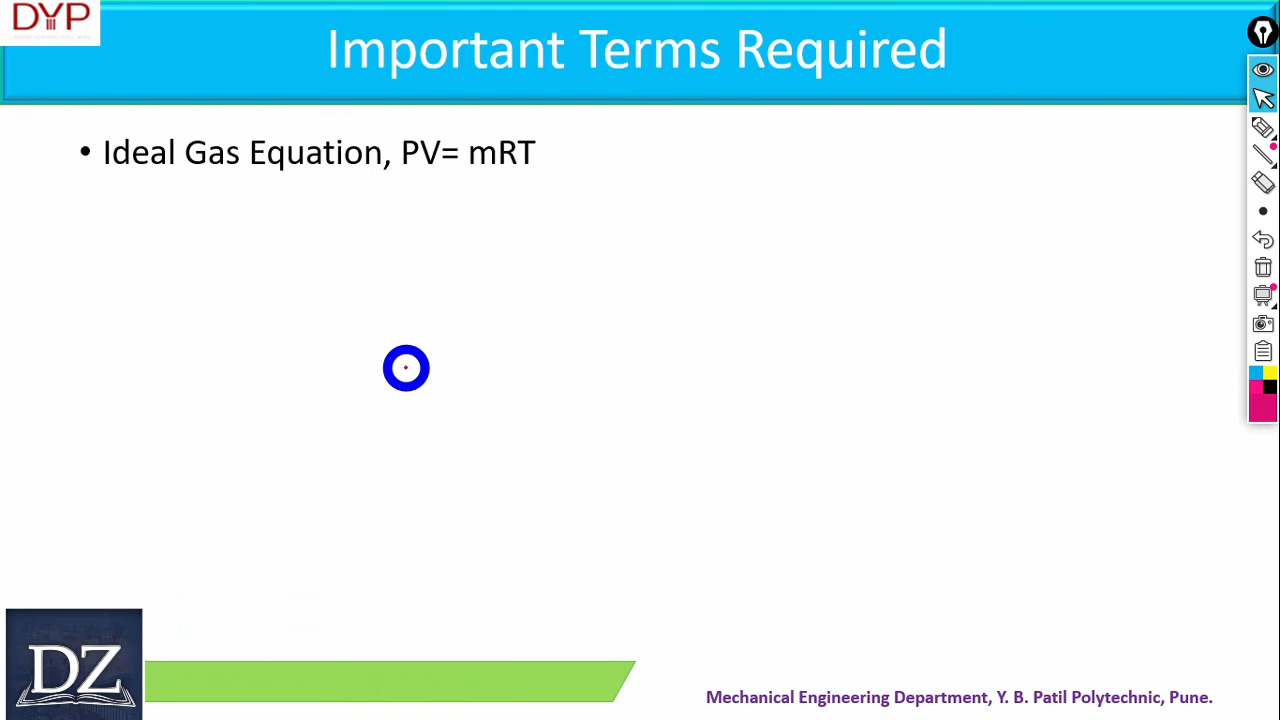 DYP
Important Terms Required
• Ideal Gas Equation, PV= mRT
DZ
Mechanical Engineering Department, Y. B. Patil Polytechnic, Pune.